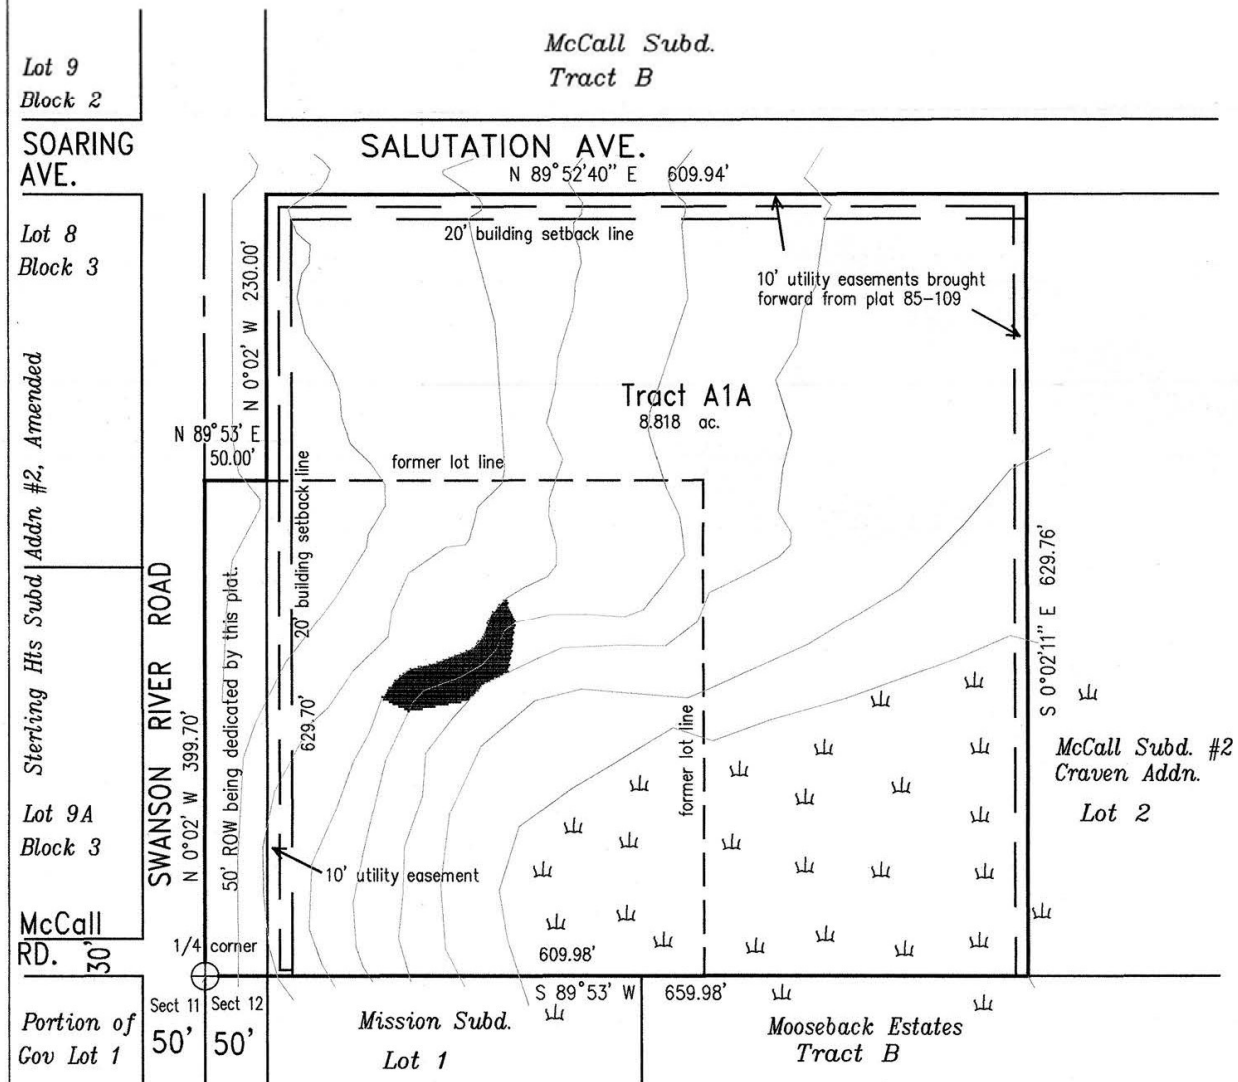 McCall Subd.
Tract B
Lot 9
Block 2
SOARING
AVE.
SALUTATION AVE.
N 89°52'40" E 609.94'
Lot 8
Block 3
20' building setback line
N 0°02' W 230.00'
10' utility easements brought
forward from plat 85-109
Tract A1A
8.818 ac.
N 89°53' E
50.00'
former lot line
Sterling Hts Subd Addn #2, Amended
20' building setback line
SWANSON RIVER ROAD
N 0°02' W 399.70'
50' ROW being dedicated by this plat.
629.70'
former lot line
S 0°02'11" E 629.76'
McCall Subd. #2
Craven Addn.
Lot 2
Lot 9A
Block 3
10' utility easement
McCall
RD.
30'
1/4 corner
609.98'
S 89°53' W 659.98'
Sect 11
Sect 12
50'
50'
Portion of
Gov Lot 1
Mission Subd.
Lot 1
Mooseback Estates
Tract B